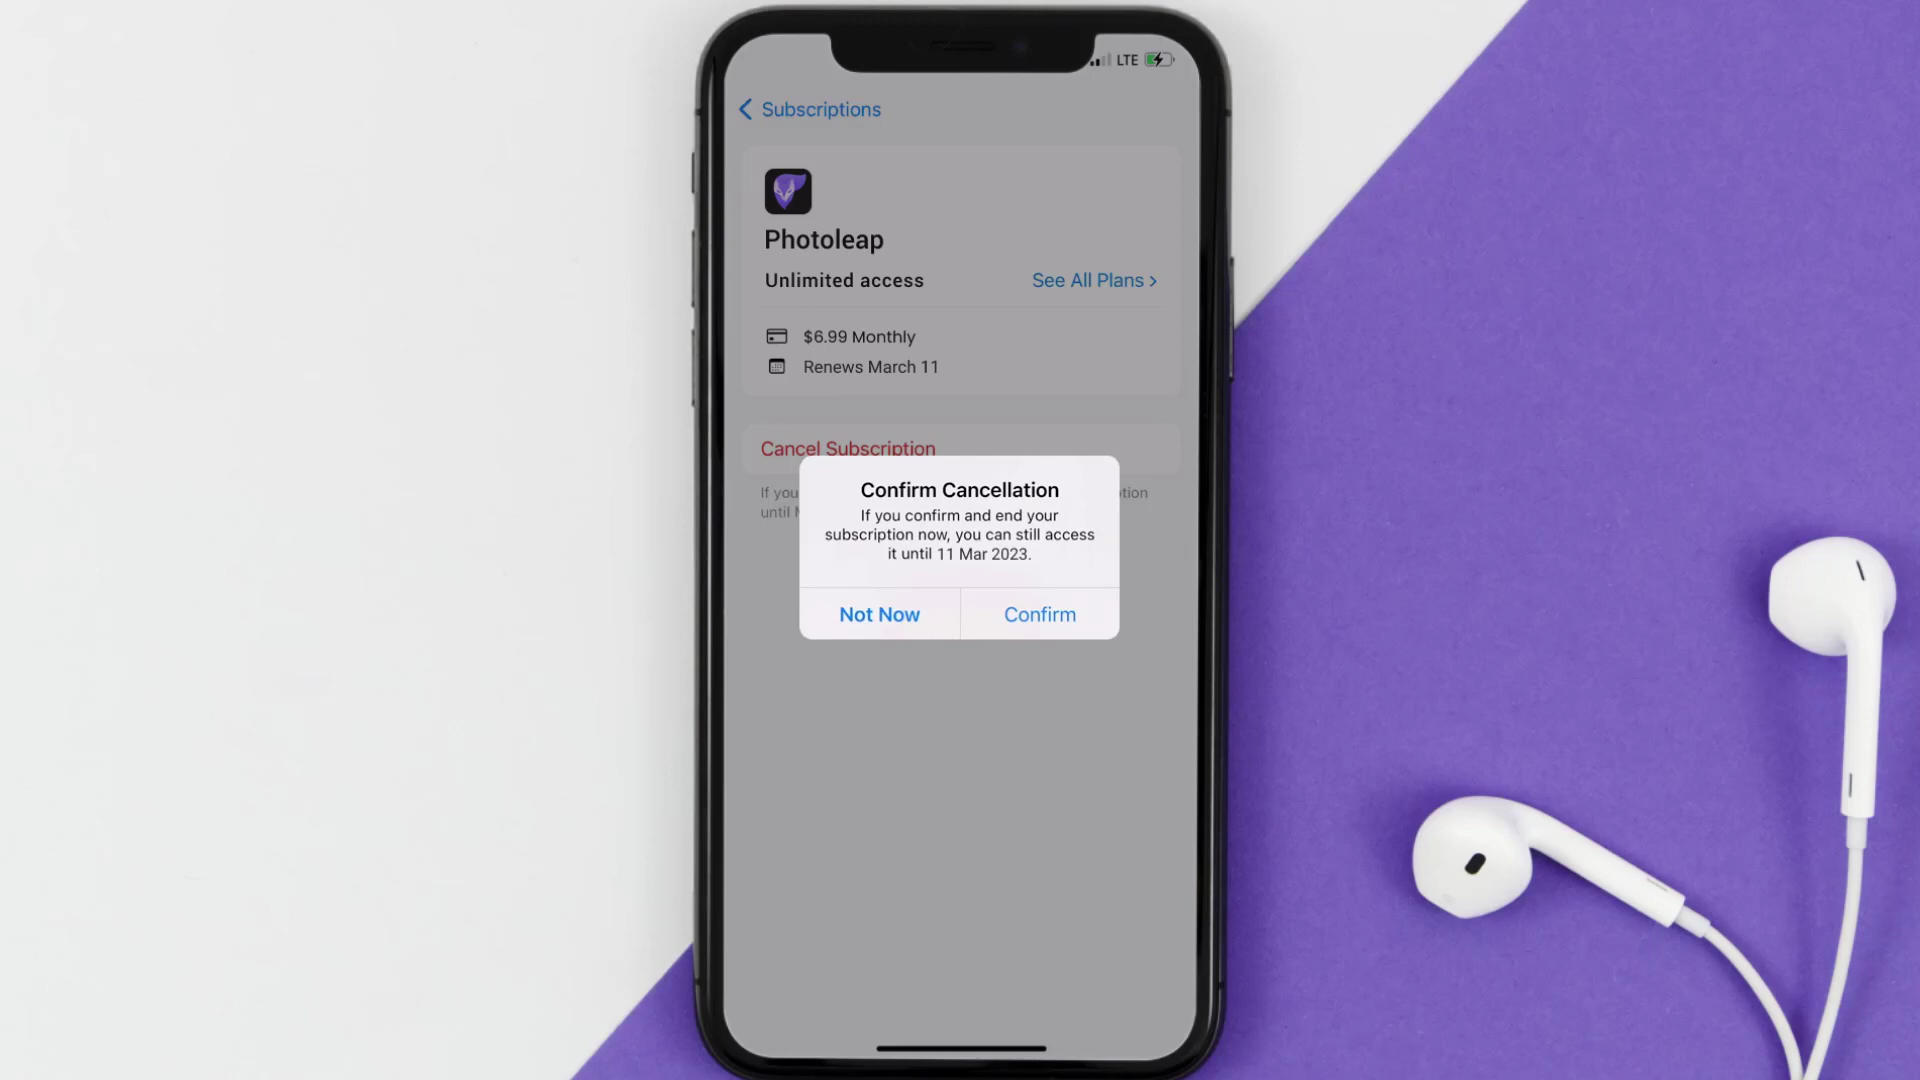 LTE
Subscriptions
Photoleap
Unlimited access
See All Plans
$6.99 Monthly
Renews March 11
Cancel Subscription
If you
until
Confirm Cancellation
If you confirm and end your
subscription now, you can still access
it until 11 Mar 2023.
Not Now
Confirm